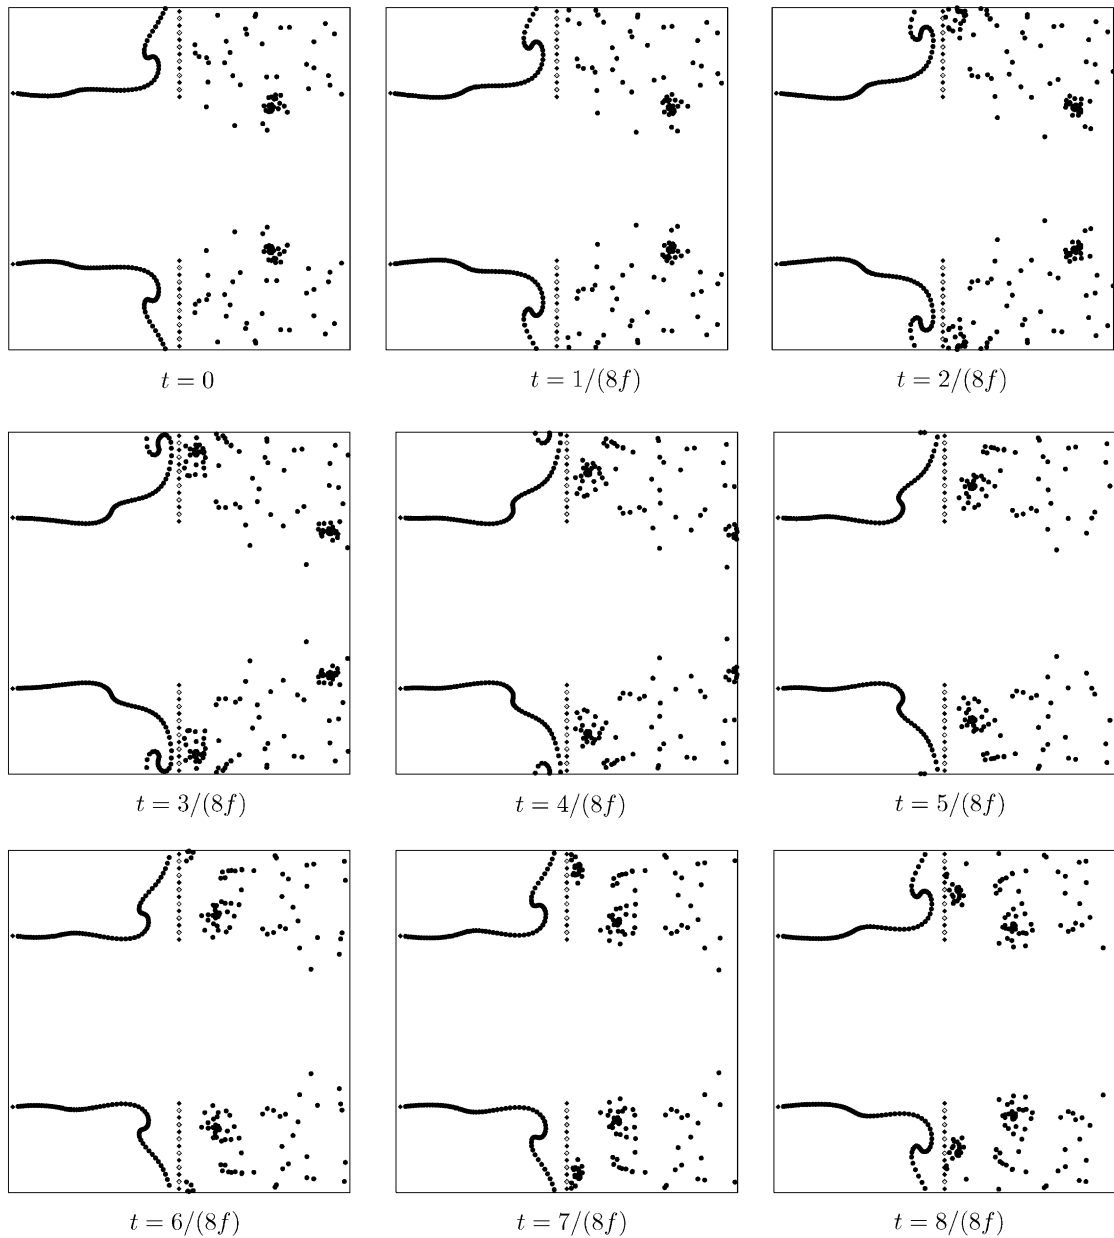 t = 0
t = 1/(8f)
t = 2/(8f)
t = 3/(8f)
t = 4/(8f)
t = 5/(8f)
t = 6/(8f)
t = 7/(8f)
t = 8/(8f)